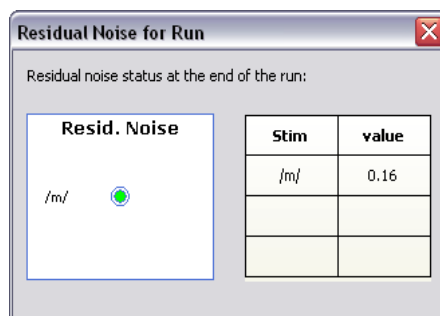 Residual Noise for Run
Residual noise status at the end of the run:
Resid. Noise
/m/
Stim value
/m/ 0.16